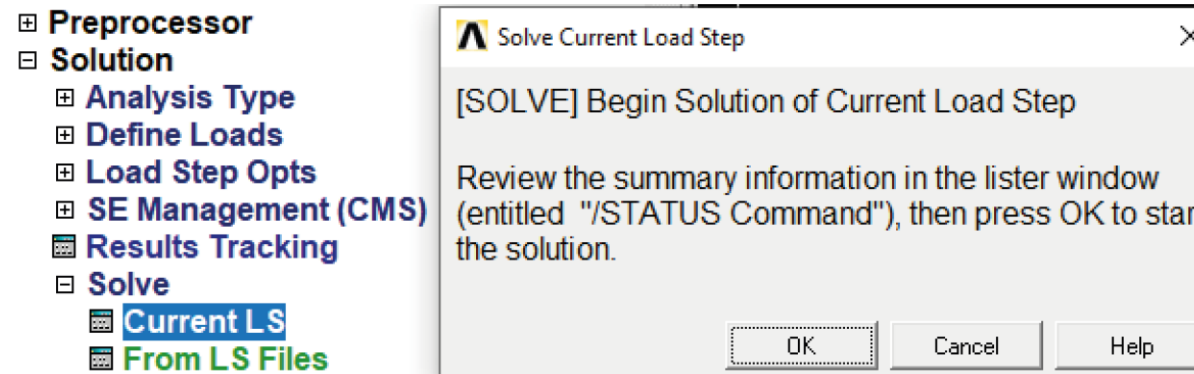 Preprocessor
Solution
Analysis Type
Define Loads
Load Step Opts
SE Management (CMS)
Results Tracking
Solve
Current LS
From LS Files
Solve Current Load Step
[SOLVE] Begin Solution of Current Load Step
Review the summary information in the lister window
(entitled "/STATUS Command"), then press OK to star
the solution.
OK Cancel Help